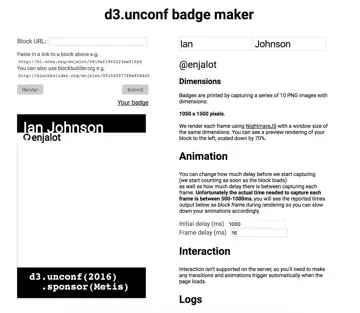 d3.unconf badge maker
Block URL:
Paste in a link to a block above e.g.
You can also use blockbuilder.org e.g.
Render
Submit
Your badge
Ian Johnson
@enjalot
d3.unconf(2016)
.sponsor(Metis)
Ian
Johnson
@enjalot
Dimensions
Badges are printed by capturing a series of 10 PNG images with
dimensions:
1050 x 1500 pixels.
We render each frame using NightmareJS with a window size of
the same dimensions. You can see a preview rendering of your
block to the left, scaled down by 70%.
Animation
You can change how much delay before we start capturing
(we start counting as soon as the block loads)
as well as how much delay there is between capturing each
frame. Unfortunately the actual time needed to capture each
frame is between 500-1000ms, you will see the reported times
output below as block frame during rendering so you can slow
down your animations accordingly.
Initial delay (ms) 1000
Frame delay (ms) 16
Interaction
Interaction isn't supported on the server, so you'll need to make
any transitions and animations trigger automatically when the
page loads.
Logs